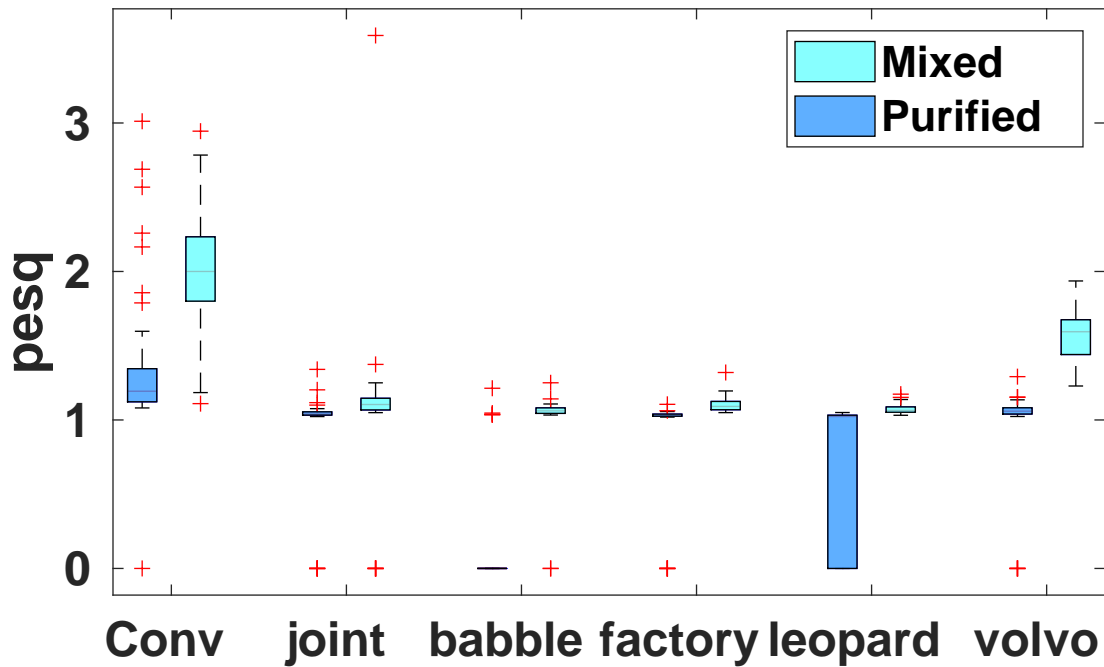 Mixed
Purified
pesq
3
2
1
0
Conv joint babble factory leopard volvo